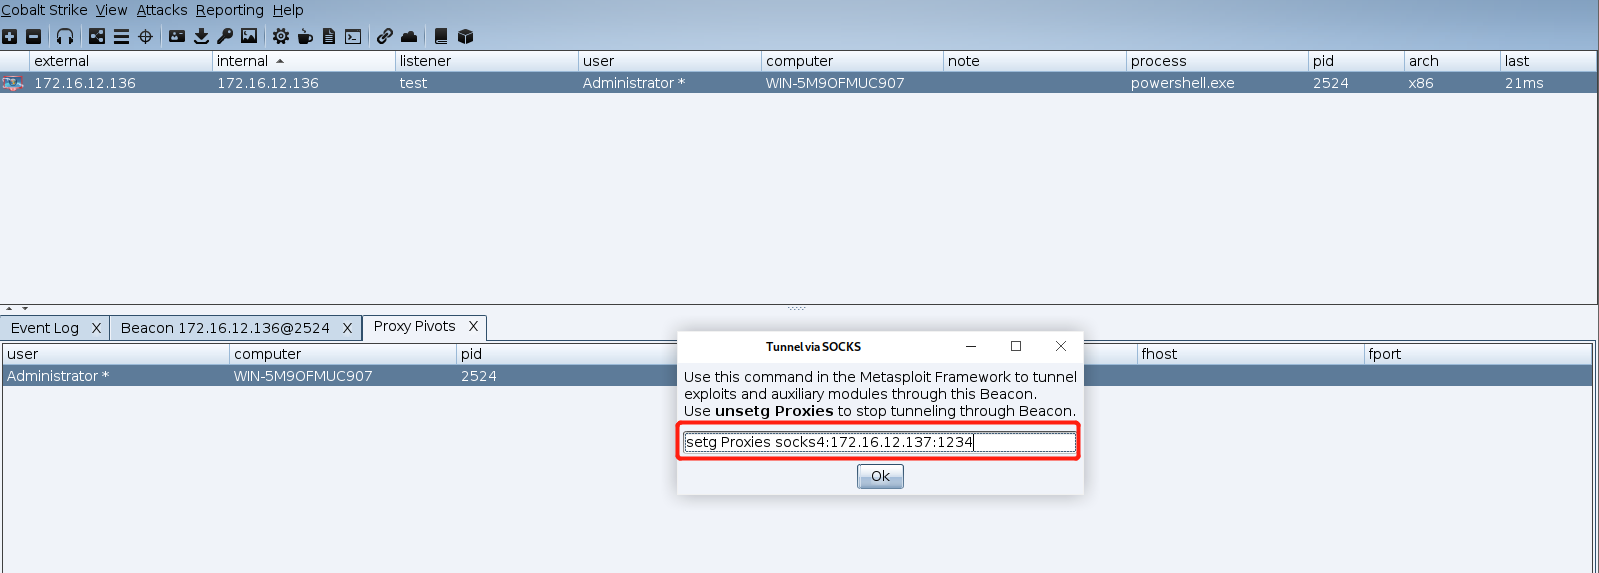 Cobalt Strike View Attacks Reporting Help
external internal listener user computer note process pid arch last
172.16.12.136 172.16.12.136 test Administrator * WIN-5M9OFMUC907 powershell.exe 2524 x86 21ms
Event Log X Beacon 172.16.12.136@2524 X Proxy Pivots X
user computer pid fhost fport
Administrator * WIN-5M9OFMUC907 2524
Tunnel via SOCKS
Use this command in the Metasploit Framework to tunnel
exploits and auxiliary modules through this Beacon.
Use unsetg Proxies to stop tunneling through Beacon.
setg Proxies socks4:172.16.12.137:1234
Ok